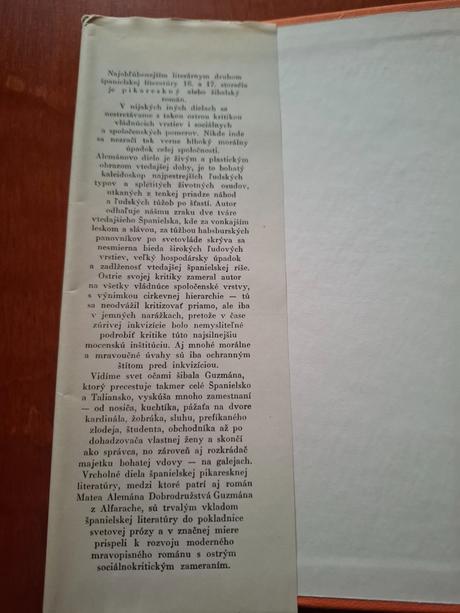 Najobľúbenejším literárnym druhom
španielskej literatúry 16. a 17. storočia
je pikareskný alebo šibalský
román.
V nijakých iných dielach sa
nestretávame s takou ostrou kritikou
vládnúcich vrstiev i sociálnych
a spoločenských pomerov. Nikde inde
sa nezračí tak verne hlboký morálny
úpadok celej spoločnosti.
Alemánovo dielo je živým a plastickým
obrazom vtedajšej doby, je to bohatý
kaleidoskop najpestrejších ľudských
typov a spletitých životných osudov,
utkaných z tenkej priadze náhod
a ľudských túžob po šťastí. Autor
odhaľuje nášmu zraku dve tváre
vtedajšieho Španielska, kde za vonkajším
leskom a slávou, za túžbou habsburských
panovníkov po svetovláde skrýva sa
nesmierna bieda širokých ľudových
vrstiev, veľký hospodársky úpadok
a zadlženosť vtedajšej španielskej ríše.
Ostrie svojej kritiky zameral autor
na všetky vládnúce spoločenské vrstvy,
s výnimkou cirkevnej hierarchie — tú
sa neodvážil kritizovať priamo, ale iba
v jemných narážkach, pretože v čase
zúrivej inkvizície bolo nemysliteľné
podrobiť kritike túto najsilnejšiu
mocenskú inštitúciu. Aj mnohé morálne
a mravoučné úvahy sú iba ochranným
štítom pred inkvizíciou.
Vidíme svet očami šibala Guzmána,
ktorý precestuje takmer celé Španielsko
a Taliansko, vyskúša mnoho zamestnaní
— od nosiča, kuchtíka, pážaťa na dvore
kardinála, žobráka, sluhu, prefíkaného
zlodeja, študenta, obchodníka až po
dohadzovača vlastnej ženy a skončí
ako správca, no zároveň aj rozkrádač
majetku bohatej vdovy — na galejach.
Vrcholné diela španielskej pikaresknej
literatúry, medzi ktoré patrí aj román
Matea Alemána Dobrodružstvá Guzmána
z Alfarache, sú trvalým vkladom
španielskej literatúry do pokladnice
svetovej prózy a v značnej miere
prispeli k rozvoju moderného
mravopisného románu s ostrým
sociálnokritickým zameraním.